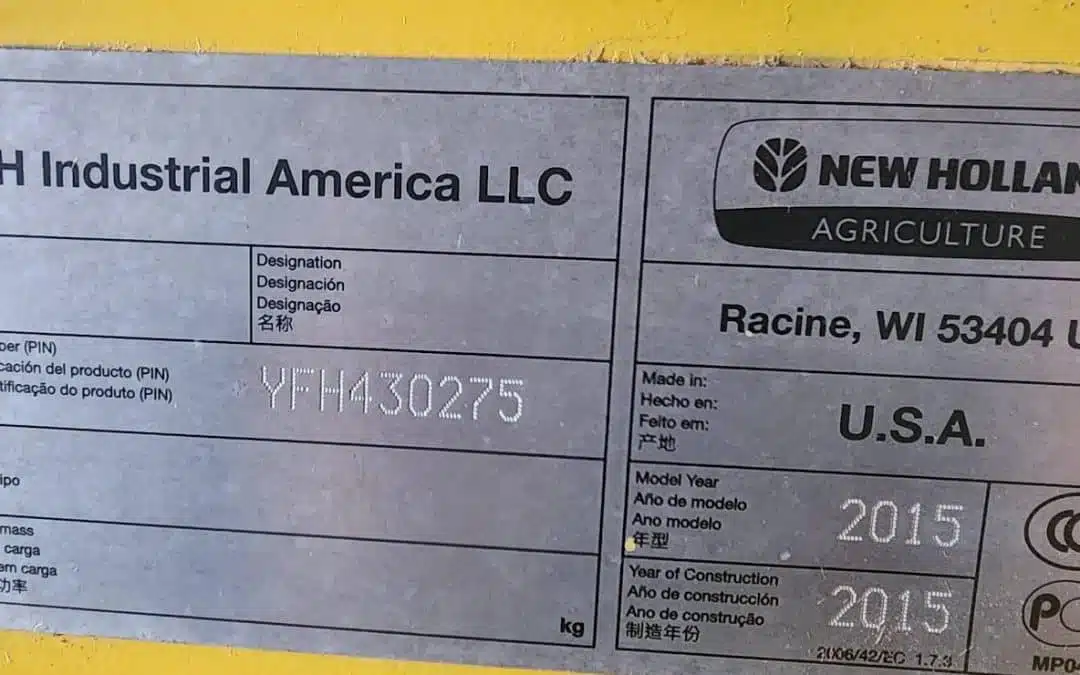 H Industrial America LLC
Designation
Designación
Designação
名称
ber (PIN)
cación del producto (PIN)
tificação do produto (PIN)
YFH430275
ipo
mass
carga
em carga
功率
kg
NEW HOLLAN
AGRICULTURE
Racine, WI 53404 U
Made in:
Hecho en:
Feito em:
产地
U.S.A.
Model Year
Año de modelo
Ano modelo
年型
2015
Year of Construction
Año de construcción
Ano de construção
制造年份
2015
2006/42/EC 1.7.3
MP04